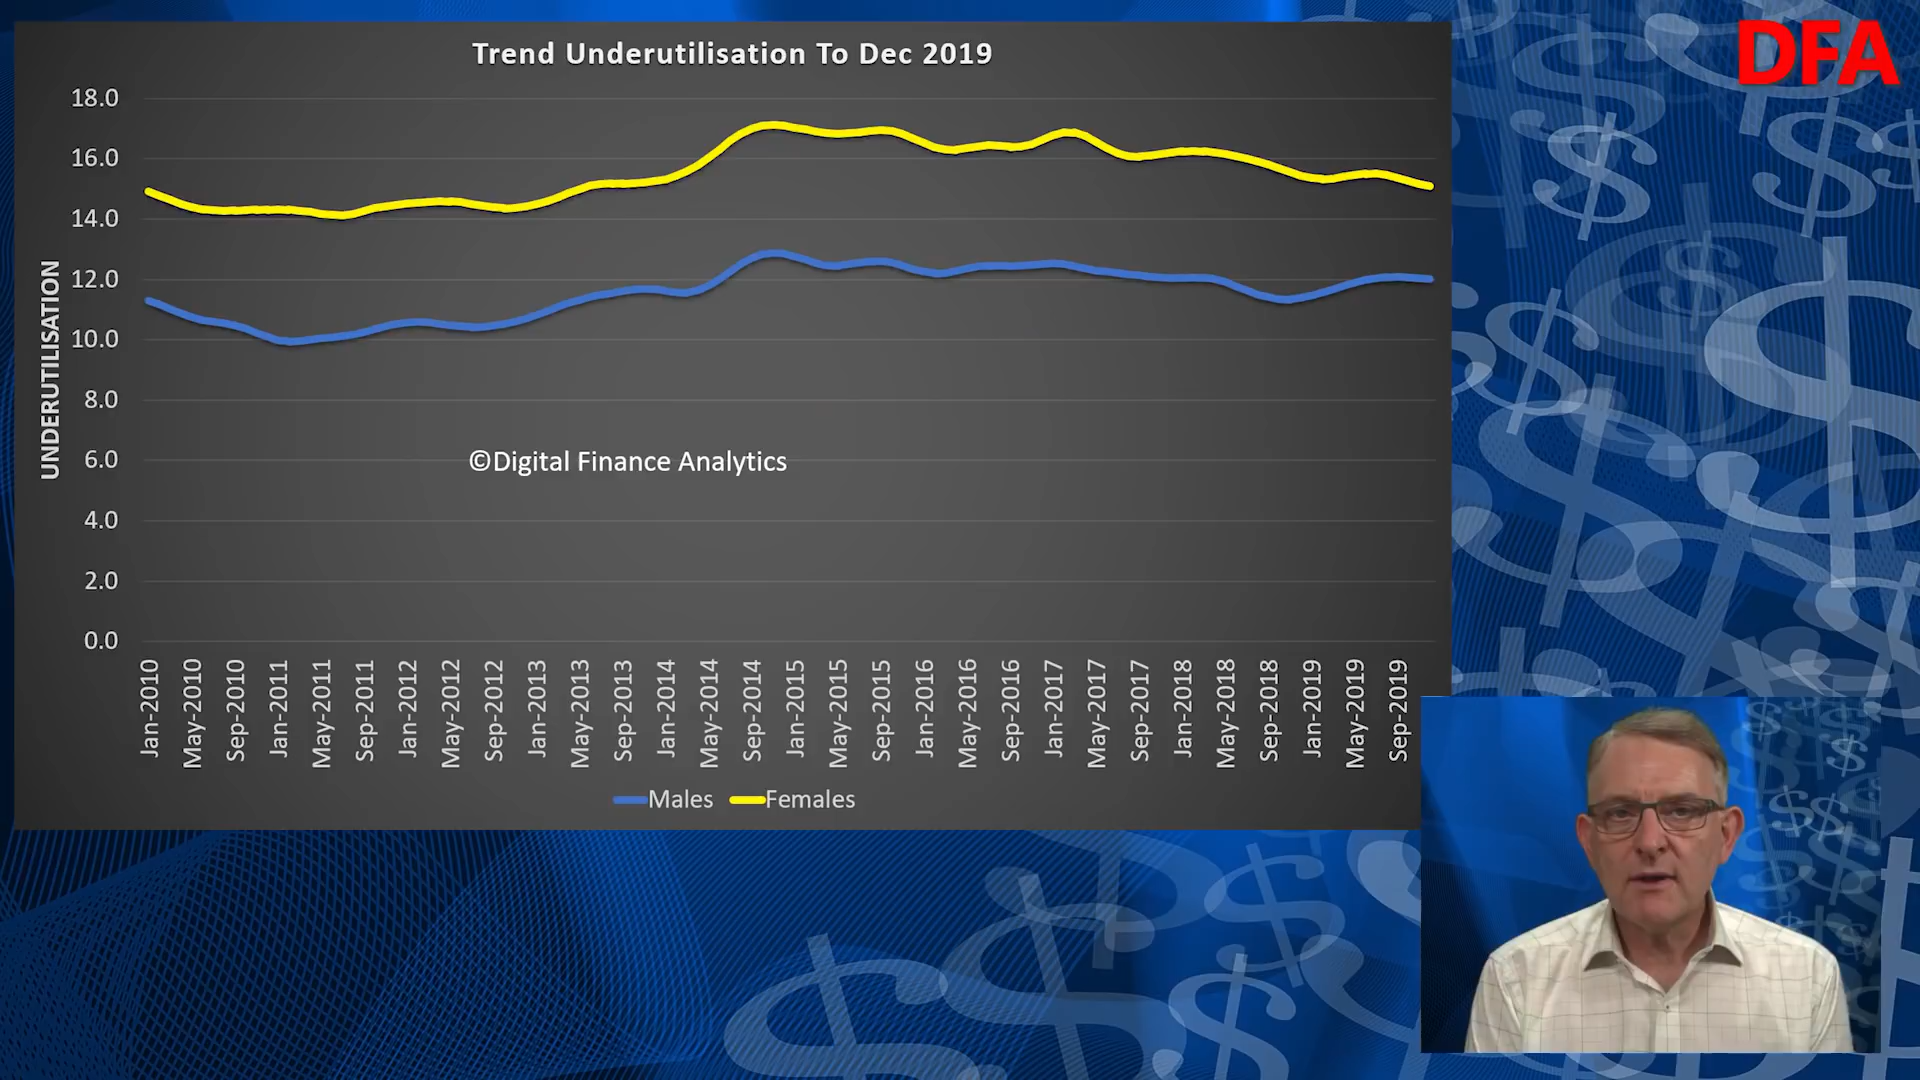 Trend Underutilisation To Dec 2019
DFA
18.0
16.0
14.0
12.0
10.0
8.0
6.0
4.0
2.0
0.0
UNDERUTILISATION
©Digital Finance Analytics
Jan-2010
May-2010
Sep-2010
Jan-2011
May-2011
Sep-2011
Jan-2012
May-2012
Sep-2012
Jan-2013
May-2013
Sep-2013
Jan-2014
May-2014
Sep-2014
Jan-2015
May-2015
Sep-2015
Jan-2016
May-2016
Sep-2016
Jan-2017
May-2017
Sep-2017
Jan-2018
May-2018
Sep-2018
Jan-2019
May-2019
Sep-2019
Males Females